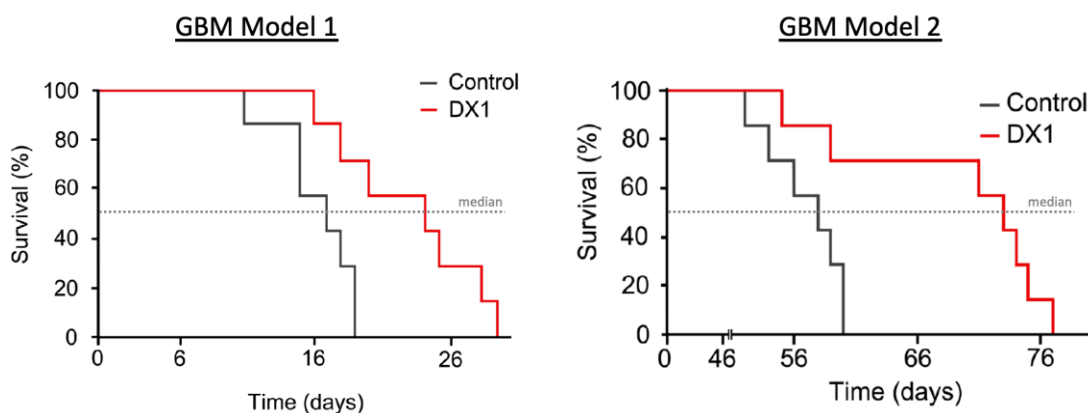 GBM Model 1
Control
DX1
100
80
60
40
20
0
Survival (%)
median
0 6 16 26
Time (days)
GBM Model 2
Control
DX1
100
80
60
40
20
0
Survival (%)
median
0 46 56 66 76
Time (days)